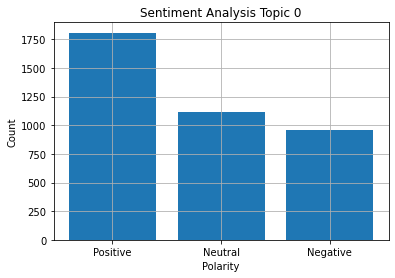 Sentiment Analysis Topic 0
1750
1500
1250
1000
750
500
250
0
Count
Positive
Neutral
Negative
Polarity